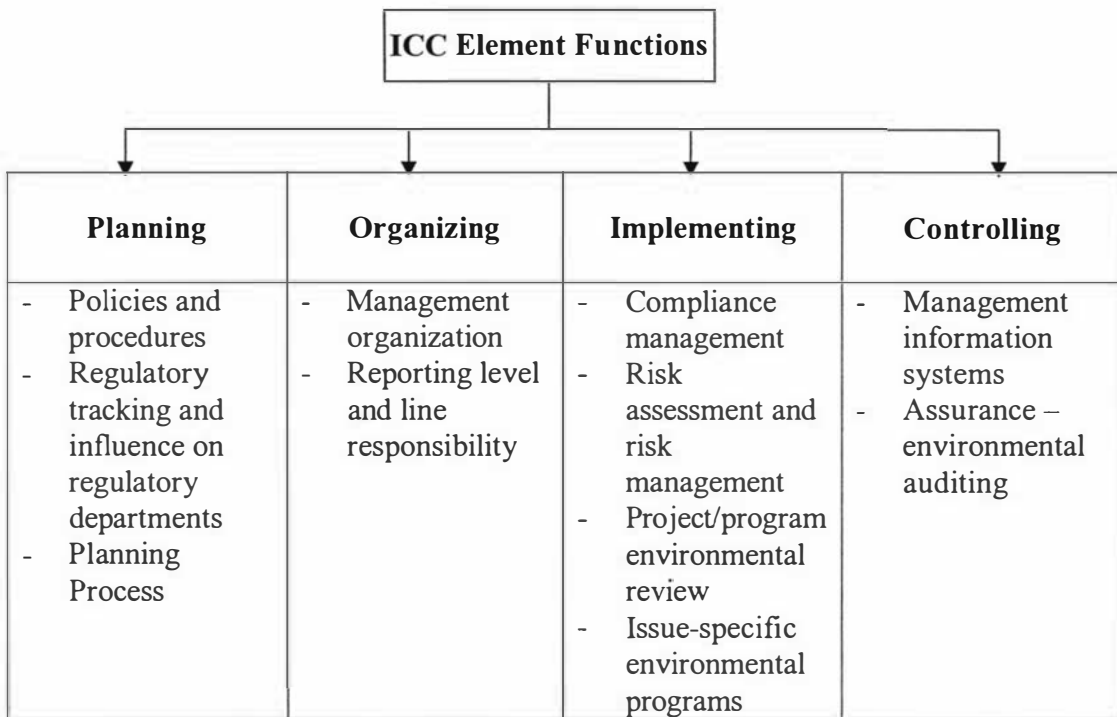 ICC Element Functions
Planning
- Policies and
procedures
- Regulatory
tracking and
influence on
regulatory
departments
- Planning
Process
Organizing
- Management
organization
- Reporting level
and line
responsibility
Implementing
- Compliance
management
- Risk
assessment and
risk
management
- Project/program
environmental
review
- Issue-specific
environmental
programs
Controlling
- Management
information
systems
- Assurance –
environmental
auditing